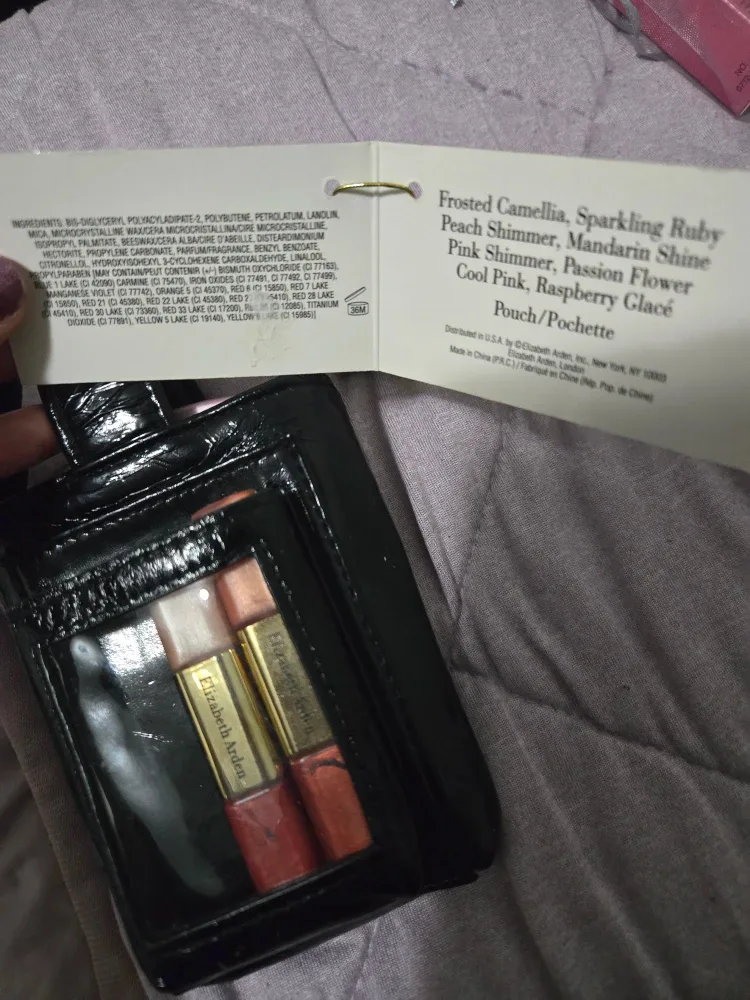 INGREDIENTS: BIS-DIGLYCERYL POLYACYLADIPATE-2, POLYBUTENE, PETROLATUM, LANOLIN,
MICA, MICROCRYSTALLINE WAX/CERA MICROCRISTALLINA/CIRE MICROCRISTALLINE,
ISOPROPYL PALMITATE, BEESWAX/CERA ALBA/CIRE D'ABEILLE, DISTEARDIMONIUM
HECTORITE, PROPYLENE CARBONATE, PARFUM/FRAGRANCE, BENZYL BENZOATE,
CITRONELLOL, HYDROXYISOHEXYL 3-CYCLOHEXENE CARBOXALDEHYDE, LINALOOL,
PROPYLPARABEN [MAY CONTAIN/PEUT CONTENIR (+/-) BISMUTH OXYCHLORIDE (CI 77163),
BLUE 1 LAKE (CI 42090) CARMINE (CI 75470), IRON OXIDES (CI 77491, CI 77492, CI 77499),
MANGANESE VIOLET (CI 77742), ORANGE 5 (CI 45370), RED 6 (CI 15850), RED 7 LAKE
(CI 15850), RED 21 (CI 45380), RED 22 LAKE (CI 45380), RED 28 LAKE
(CI 45410), RED 30 LAKE (CI 73360), RED 33 LAKE (CI 17200), (CI 12085), TITANIUM
DIOXIDE (CI 77891), YELLOW 5 LAKE (CI 19140), (CI 15985)]
36M
Frosted Camellia, Sparkling Ruby
Peach Shimmer, Mandarin Shine
Pink Shimmer, Passion Flower
Cool Pink, Raspberry Glacé
Pouch/Pochette
Distributed in U.S.A. by ©Elizabeth Arden, Inc., New York, NY 10003
Elizabeth Arden, London
Made in China (P.R.C.) / Fabriqué en Chine (Rép. Pop. de Chine)
Elizabeth Arden
Elizabeth Arden